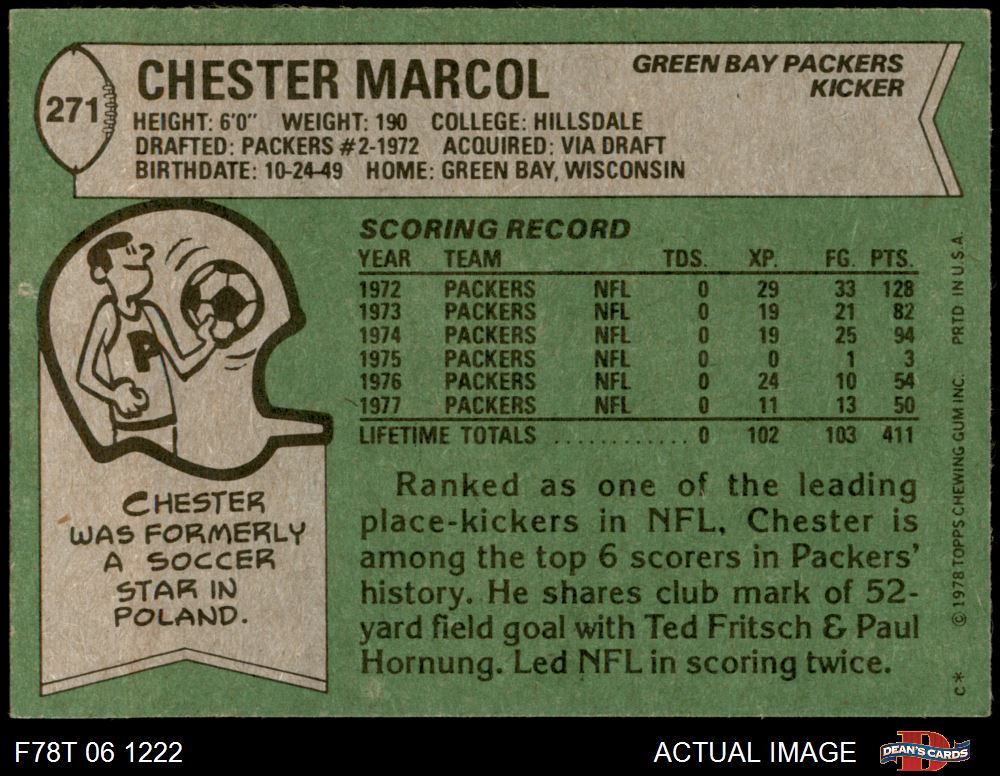 271
CHESTER MARCOL
GREEN BAY PACKERS
KICKER
HEIGHT: 6'0" WEIGHT: 190 COLLEGE: HILLSDALE
DRAFTED: PACKERS #2-1972 ACQUIRED: VIA DRAFT
BIRTHDATE: 10-24-49 HOME: GREEN BAY, WISCONSIN
P
CHESTER
WAS FORMERLY
A SOCCER
STAR IN
POLAND.
SCORING RECORD
YEAR TEAM TDS. XP. FG. PTS.
1972 PACKERS NFL 0 29 33 128
1973 PACKERS NFL 0 19 21 82
1974 PACKERS NFL 0 19 25 94
1975 PACKERS NFL 0 0 1 3
1976 PACKERS NFL 0 24 10 54
1977 PACKERS NFL 0 11 13 50
LIFETIME TOTALS ............ 0 102 103 411
Ranked as one of the leading
place-kickers in NFL, Chester is
among the top 6 scorers in Packers'
history. He shares club mark of 52-
yard field goal with Ted Fritsch & Paul
Hornung. Led NFL in scoring twice.
C* © 1978 TOPPS CHEWING GUM INC. PRTD IN U.S.A.
F78T 06 1222
ACTUAL IMAGE
D
DEAN'S CARDS